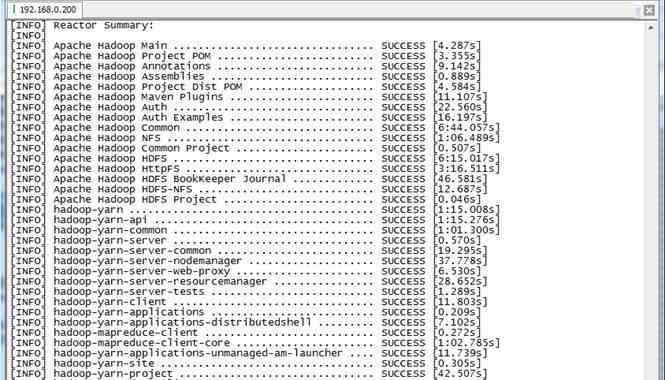 192.168.0.200
[INFO] Reactor Summary:
[INFO]
[INFO] Apache Hadoop Main ................................ SUCCESS [4.287s]
[INFO] Apache Hadoop Project POM ......................... SUCCESS [3.355s]
[INFO] Apache Hadoop Annotations ......................... SUCCESS [9.142s]
[INFO] Apache Hadoop Assemblies .......................... SUCCESS [0.889s]
[INFO] Apache Hadoop Project Dist POM .................... SUCCESS [4.584s]
[INFO] Apache Hadoop Maven Plugins ....................... SUCCESS [11.107s]
[INFO] Apache Hadoop Auth ................................ SUCCESS [22.560s]
[INFO] Apache Hadoop Auth Examples ....................... SUCCESS [16.197s]
[INFO] Apache Hadoop Common .............................. SUCCESS [6:44.057s]
[INFO] Apache Hadoop NFS ................................. SUCCESS [1:06.489s]
[INFO] Apache Hadoop Common Project ...................... SUCCESS [0.507s]
[INFO] Apache Hadoop HDFS ................................ SUCCESS [6:15.017s]
[INFO] Apache Hadoop HttpFS .............................. SUCCESS [3:16.511s]
[INFO] Apache Hadoop HDFS BookKeeper Journal ............. SUCCESS [46.581s]
[INFO] Apache Hadoop HDFS-NFS ............................ SUCCESS [12.687s]
[INFO] Apache Hadoop HDFS Project ........................ SUCCESS [0.046s]
[INFO] hadoop-yarn ....................................... SUCCESS [1:15.008s]
[INFO] hadoop-yarn-api ................................... SUCCESS [1:15.276s]
[INFO] hadoop-yarn-common ................................ SUCCESS [1:01.300s]
[INFO] hadoop-yarn-server ................................ SUCCESS [0.570s]
[INFO] hadoop-yarn-server-common ......................... SUCCESS [19.295s]
[INFO] hadoop-yarn-server-nodemanager .................... SUCCESS [37.778s]
[INFO] hadoop-yarn-server-web-proxy ...................... SUCCESS [6.530s]
[INFO] hadoop-yarn-server-resourcemanager ................ SUCCESS [28.652s]
[INFO] hadoop-yarn-server-tests .......................... SUCCESS [1.289s]
[INFO] hadoop-yarn-client ................................ SUCCESS [11.803s]
[INFO] hadoop-yarn-applications .......................... SUCCESS [0.209s]
[INFO] hadoop-yarn-applications-distributedshell ......... SUCCESS [7.102s]
[INFO] hadoop-mapreduce-client ........................... SUCCESS [0.272s]
[INFO] hadoop-mapreduce-client-core ...................... SUCCESS [1:02.785s]
[INFO] hadoop-yarn-applications-unmanaged-am-launcher .... SUCCESS [11.739s]
[INFO] hadoop-yarn-site .................................. SUCCESS [0.305s]
[INFO] hadoop-yarn-project ............................... SUCCESS [42.507s]